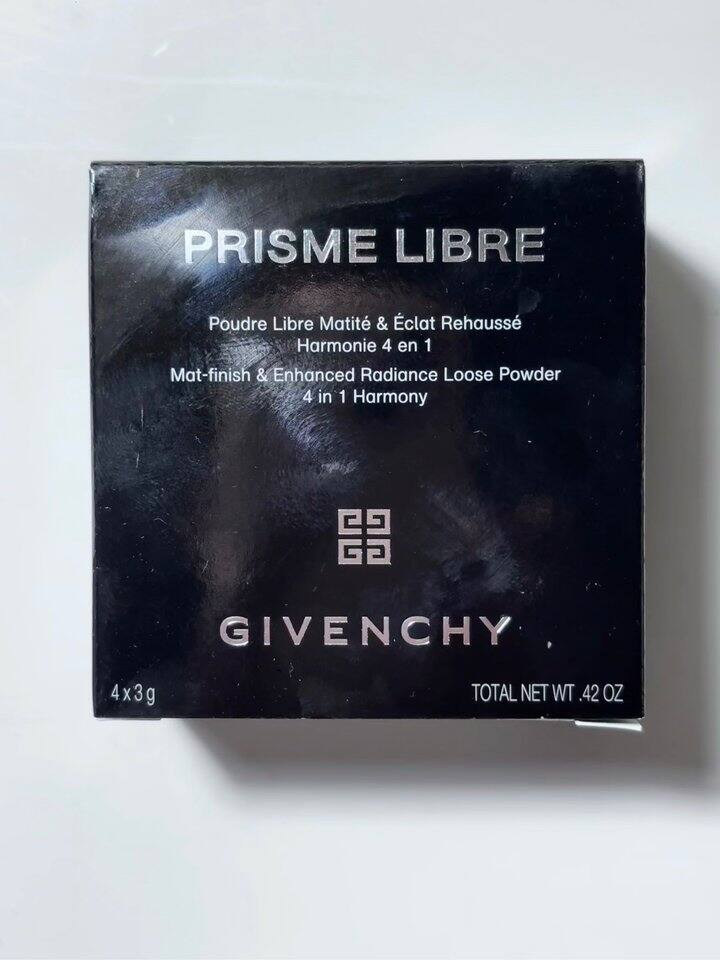 PRISME LIBRE
Poudre Libre Matité & Éclat Rehaussé
Harmonie 4 en 1
Mat-finish & Enhanced Radiance Loose Powder
4 in 1 Harmony
GIVENCHY
4 x 3 g
TOTAL NET WT .42 OZ